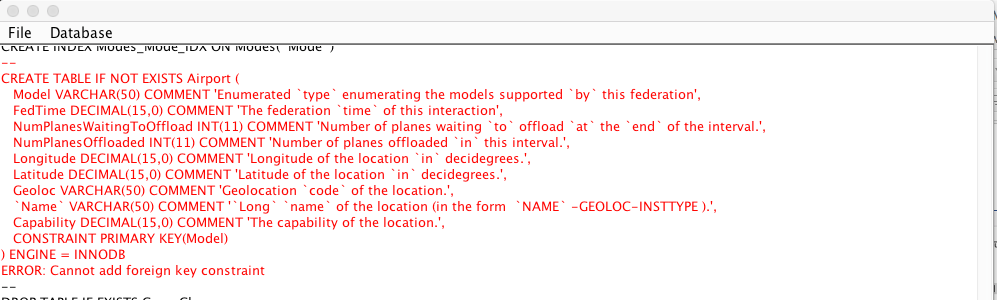 File Database
CREATE INDEX Modes_Mode_IDX ON Modes(`Mode`)
--
CREATE TABLE IF NOT EXISTS Airport (
Model VARCHAR(50) COMMENT 'Enumerated `type` enumerating the models supported `by` this federation',
FedTime DECIMAL(15,0) COMMENT 'The federation `time` of this interaction',
NumPlanesWaitingToOffload INT(11) COMMENT 'Number of planes waiting `to` offload `at` the `end` of the interval.',
NumPlanesOffloaded INT(11) COMMENT 'Number of planes offloaded `in` this interval.',
Longitude DECIMAL(15,0) COMMENT 'Longitude of the location `in` decidegrees.',
Latitude DECIMAL(15,0) COMMENT 'Latitude of the location `in` decidegrees.',
Geoloc VARCHAR(50) COMMENT 'Geolocation `code` of the location.',
`Name` VARCHAR(50) COMMENT '`Long` `name` of the location (in the form `NAME` -GEOLOC-INSTTYPE ).',
Capability DECIMAL(15,0) COMMENT 'The capability of the location.',
CONSTRAINT PRIMARY KEY(Model)
) ENGINE = INNODB
ERROR: Cannot add foreign key constraint
--
DROP TABLE IF EXISTS